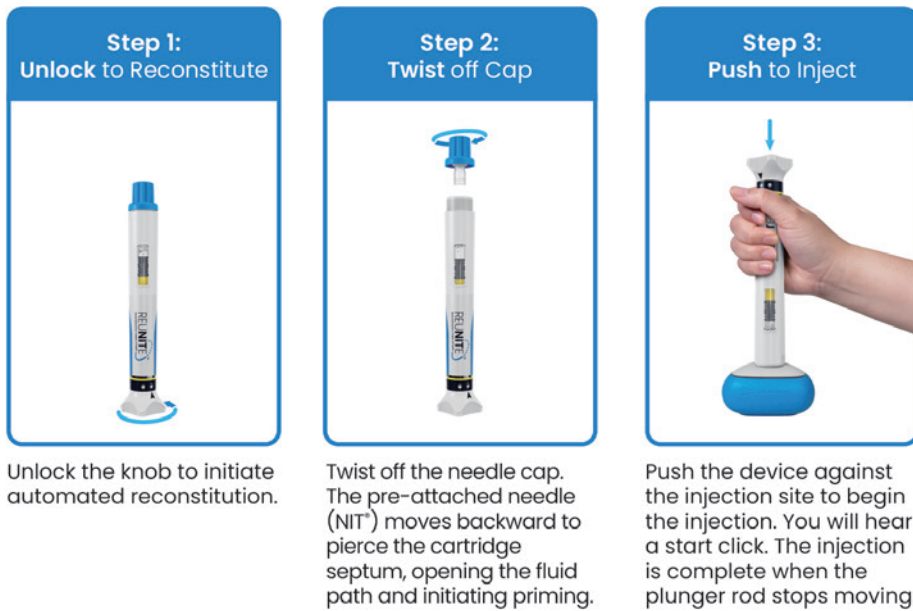 Step 1:
Unlock to Reconstitute
REUNITE
Unlock the knob to initiate
automated reconstitution.
Step 2:
Twist off Cap
REUNITE
Twist off the needle cap.
The pre-attached needle
(NIT®) moves backward to
pierce the cartridge
septum, opening the fluid
path and initiating priming.
Step 3:
Push to Inject
Push the device against
the injection site to begin
the injection. You will hear
a start click. The injection
is complete when the
plunger rod stops moving